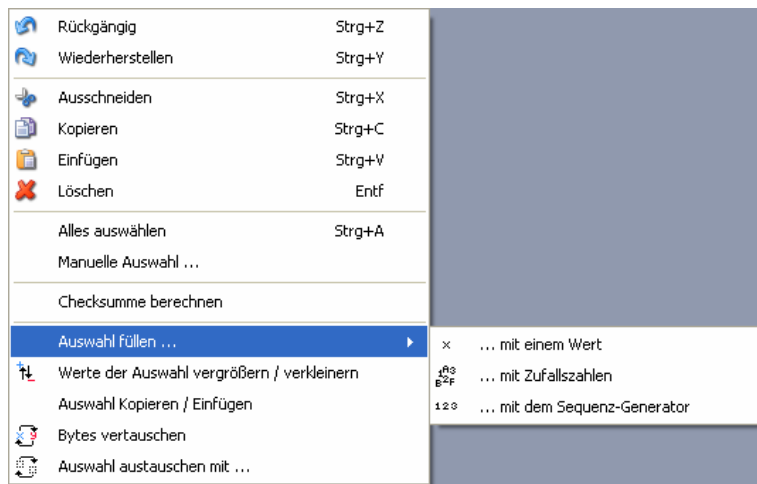 Rückgängig Strg+Z
Wiederherstellen Strg+Y
Ausschneiden Strg+X
Kopieren Strg+C
Einfügen Strg+V
Löschen Entf
Alles auswählen Strg+A
Manuelle Auswahl ...
Checksumme berechnen
Auswahl füllen ...
Werte der Auswahl vergrößern / verkleinern
Auswahl Kopieren / Einfügen
Bytes vertauschen
Auswahl austauschen mit ...
x ... mit einem Wert
... mit Zufallszahlen
123 ... mit dem Sequenz-Generator